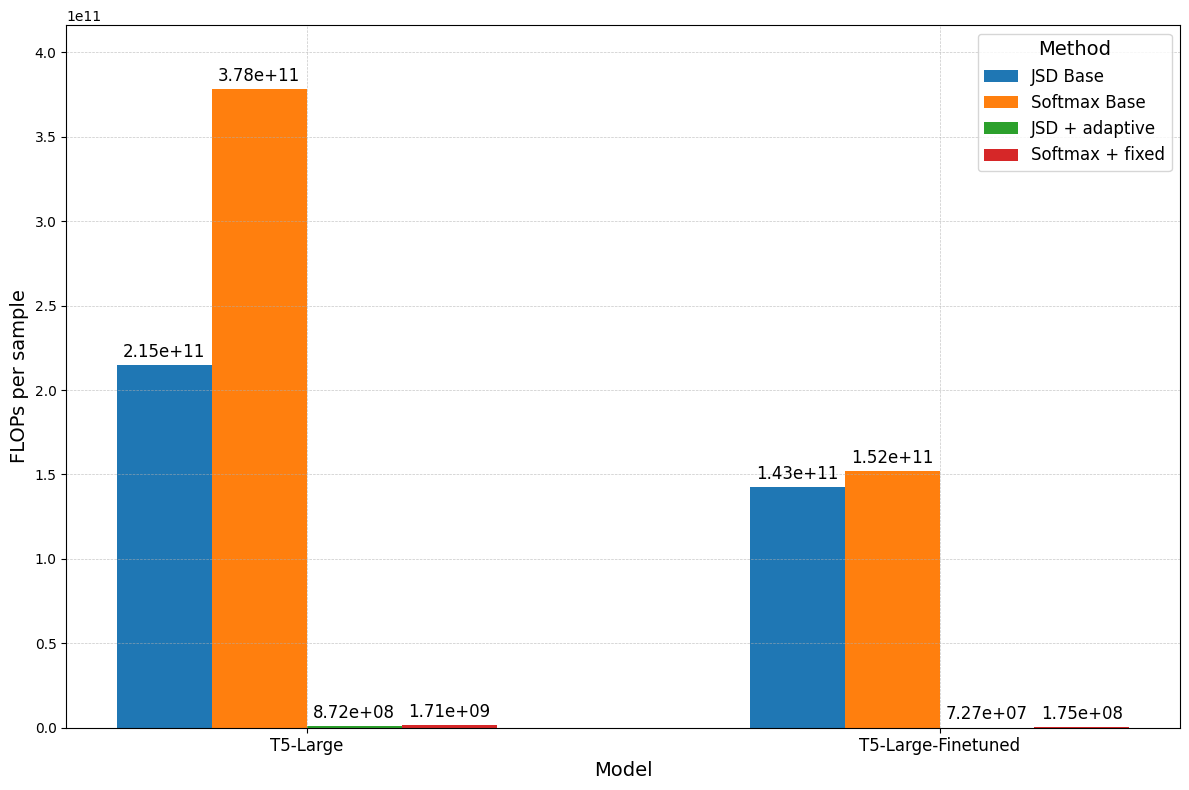 1e11
4.0
3.5
3.0
2.5
2.0
1.5
1.0
0.5
0.0
FLOPs per sample
2.15e+11
3.78e+11
8.72e+08
1.71e+09
1.43e+11
1.52e+11
7.27e+07
1.75e+08
Method
JSD Base
Softmax Base
JSD + adaptive
Softmax + fixed
T5-Large
T5-Large-Finetuned
Model